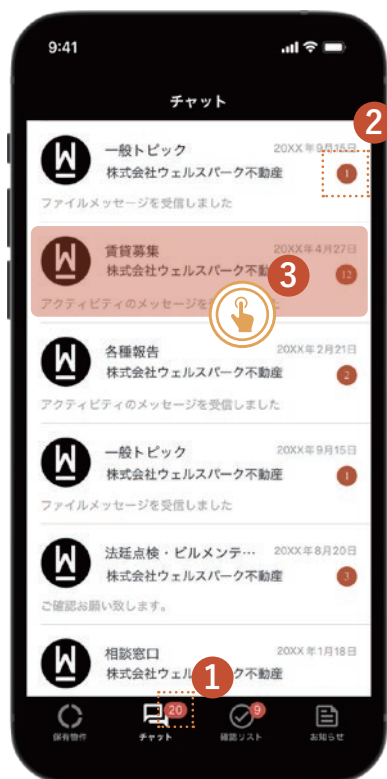 9:41
チャット
2
一般トピック 20XX年9月15日
株式会社ウェルスパーク不動産 1
ファイルメッセージを受信しました
賃貸募集 20XX年4月27日
株式会社ウェルスパーク不動 3 12
アクティビティのメッセージを た
各種報告 20XX年2月21日
株式会社ウェルスパーク不動産 2
アクティビティのメッセージを受信しました
一般トピック 20XX年9月15日
株式会社ウェルスパーク不動産 1
ファイルメッセージを受信しました
法廷点検・ビルメンテ… 20XX年8月20日
株式会社ウェルスパーク不動産 3
ご確認お願い致します。
相談窓口 20XX年1月18日
株式会社ウェル ーク不動産
1
20 9
保有物件 チャット 確認リスト お知らせ